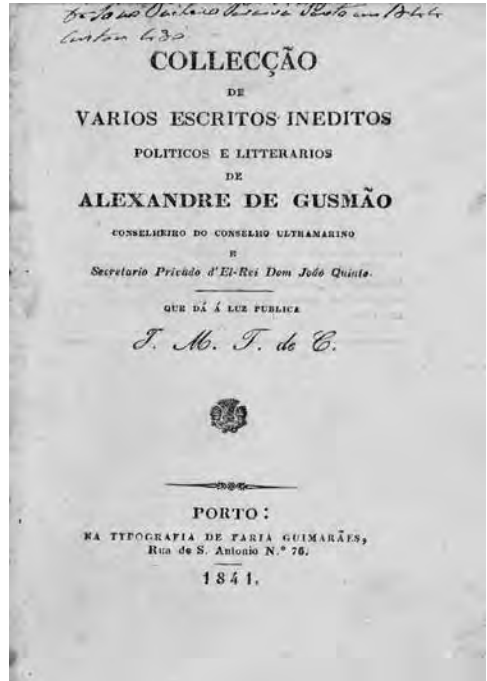 COLLECÇÃO
DE
VARIOS ESCRITOS INEDITOS
POLITICOS E LITTERARIOS
DE
ALEXANDRE DE GUSMÃO
CONSELHEIRO DO CONSELHO ULTRAMARINO
E
Secretario Privado d'El-Rei Dom João Quinto.
QUE DÁ Á LUZ PUBLICA
J. M. T. de C.
PORTO:
NA TYPOGRAFIA DE FARIA GUIMARÃES,
Rua de S. Antonio N.º 76.
1841.